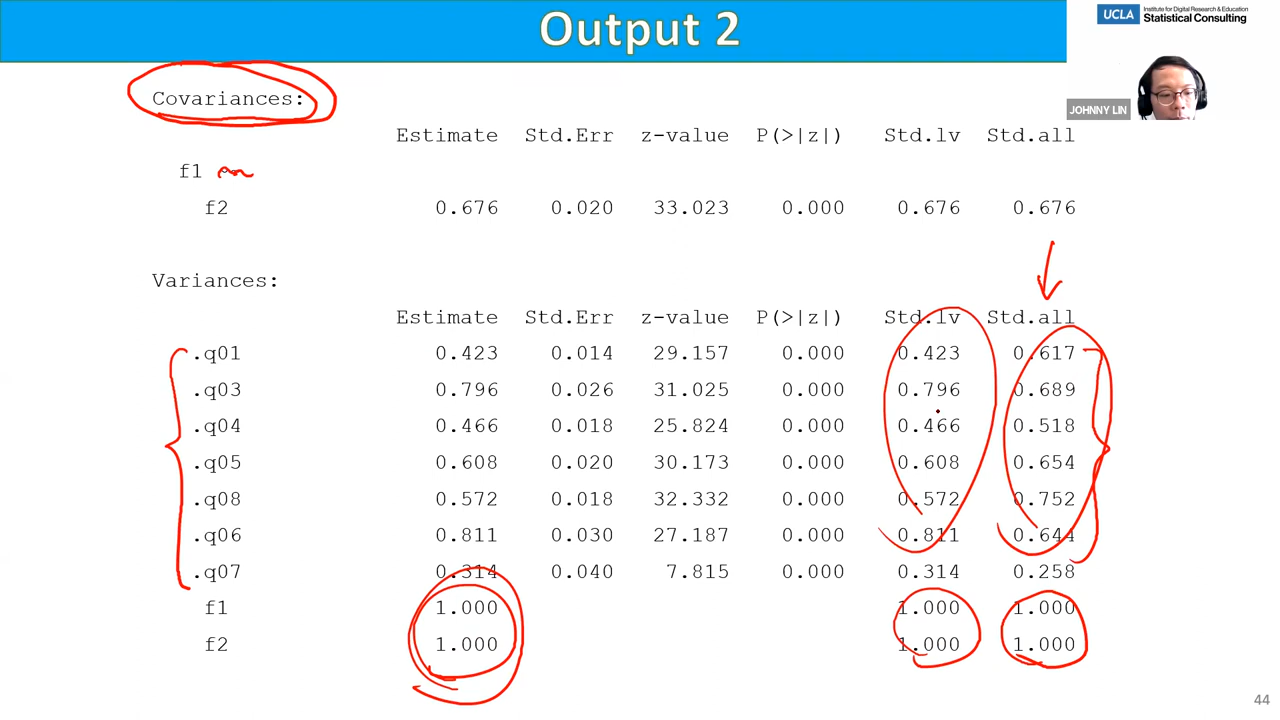 Output 2
UCLA Institute for Digital Research & Education
Statistical Consulting
JOHNNY LIN
Covariances:
Estimate Std.Err z-value P(>|z|) Std.lv Std.all
f1 ~~
f2 0.676 0.020 33.023 0.000 0.676 0.676
Variances:
Estimate Std.Err z-value P(>|z|) Std.lv Std.all
.q01 0.423 0.014 29.157 0.000 0.423 0.617
.q03 0.796 0.026 31.025 0.000 0.796 0.689
.q04 0.466 0.018 25.824 0.000 0.466 0.518
.q05 0.608 0.020 30.173 0.000 0.608 0.654
.q08 0.572 0.018 32.332 0.000 0.572 0.752
.q06 0.811 0.030 27.187 0.000 0.811 0.644
.q07 0.314 0.040 7.815 0.000 0.314 0.258
f1 1.000 1.000 1.000
f2 1.000 1.000 1.000
44